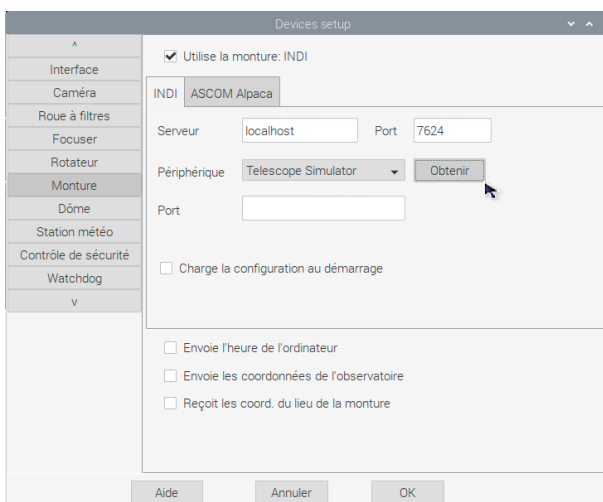 Devices setup
^
Interface
Caméra
Roue à filtres
Focuser
Rotateur
Monture
Dôme
Station météo
Contrôle de sécurité
Watchdog
v
Utilise la monture: INDI
INDI ASCOM Alpaca
Serveur localhost Port 7624
Périphérique Telescope Simulator Obtenir
Port
Charge la configuration au démarrage
Envoie l'heure de l'ordinateur
Envoie les coordonnées de l'observatoire
Reçoit les coord. du lieu de la monture
Aide Annuler OK